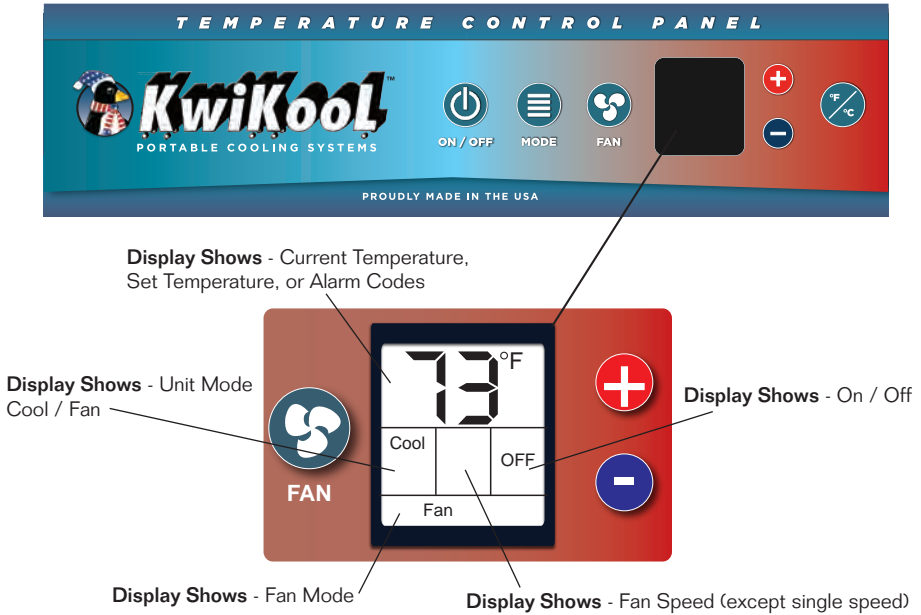 TEMPERATURE CONTROL PANEL
KwiKool™
PORTABLE COOLING SYSTEMS
ON / OFF
MODE
FAN
+
-
°F
°C
PROUDLY MADE IN THE USA
Display Shows - Current Temperature,
Set Temperature, or Alarm Codes
Display Shows - Unit Mode
Cool / Fan
FAN
73 °F
Cool
OFF
Fan
+
-
Display Shows - On / Off
Display Shows - Fan Mode
Display Shows - Fan Speed (except single speed)